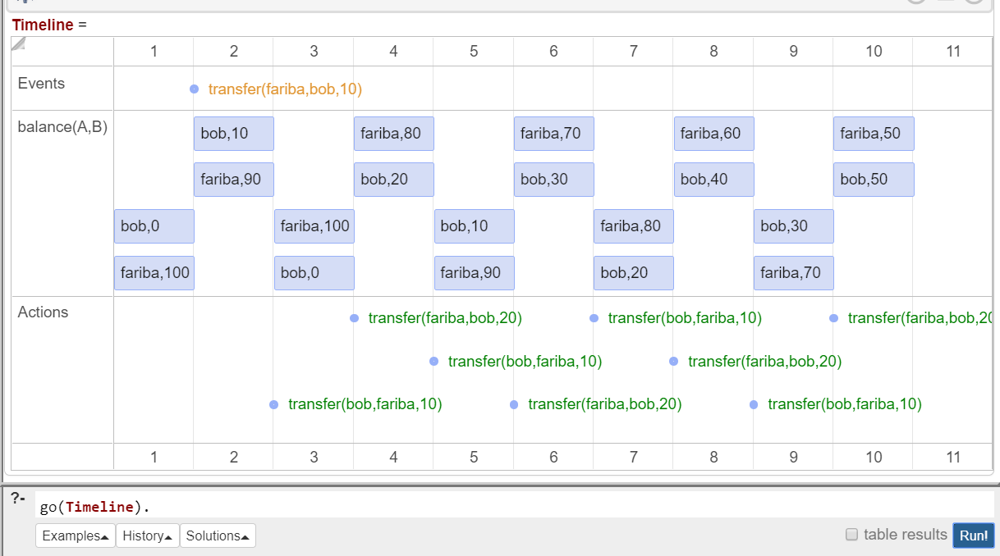 Timeline =
1 2 3 4 5 6 7 8 9 10 11
Events
transfer(fariba,bob,10)
balance(A,B)
bob,10 fariba,80 fariba,70 fariba,60 fariba,50
fariba,90 bob,20 bob,30 bob,40 bob,50
bob,0 fariba,100 bob,10 fariba,80 bob,30
fariba,100 bob,0 fariba,90 bob,20 fariba,70
Actions
transfer(fariba,bob,20) transfer(bob,fariba,10) transfer(fariba,bob,20
transfer(bob,fariba,10) transfer(fariba,bob,20)
transfer(bob,fariba,10) transfer(fariba,bob,20) transfer(bob,fariba,10)
1 2 3 4 5 6 7 8 9 10 11
?-
go(Timeline).
Examples History Solutions table results Run!